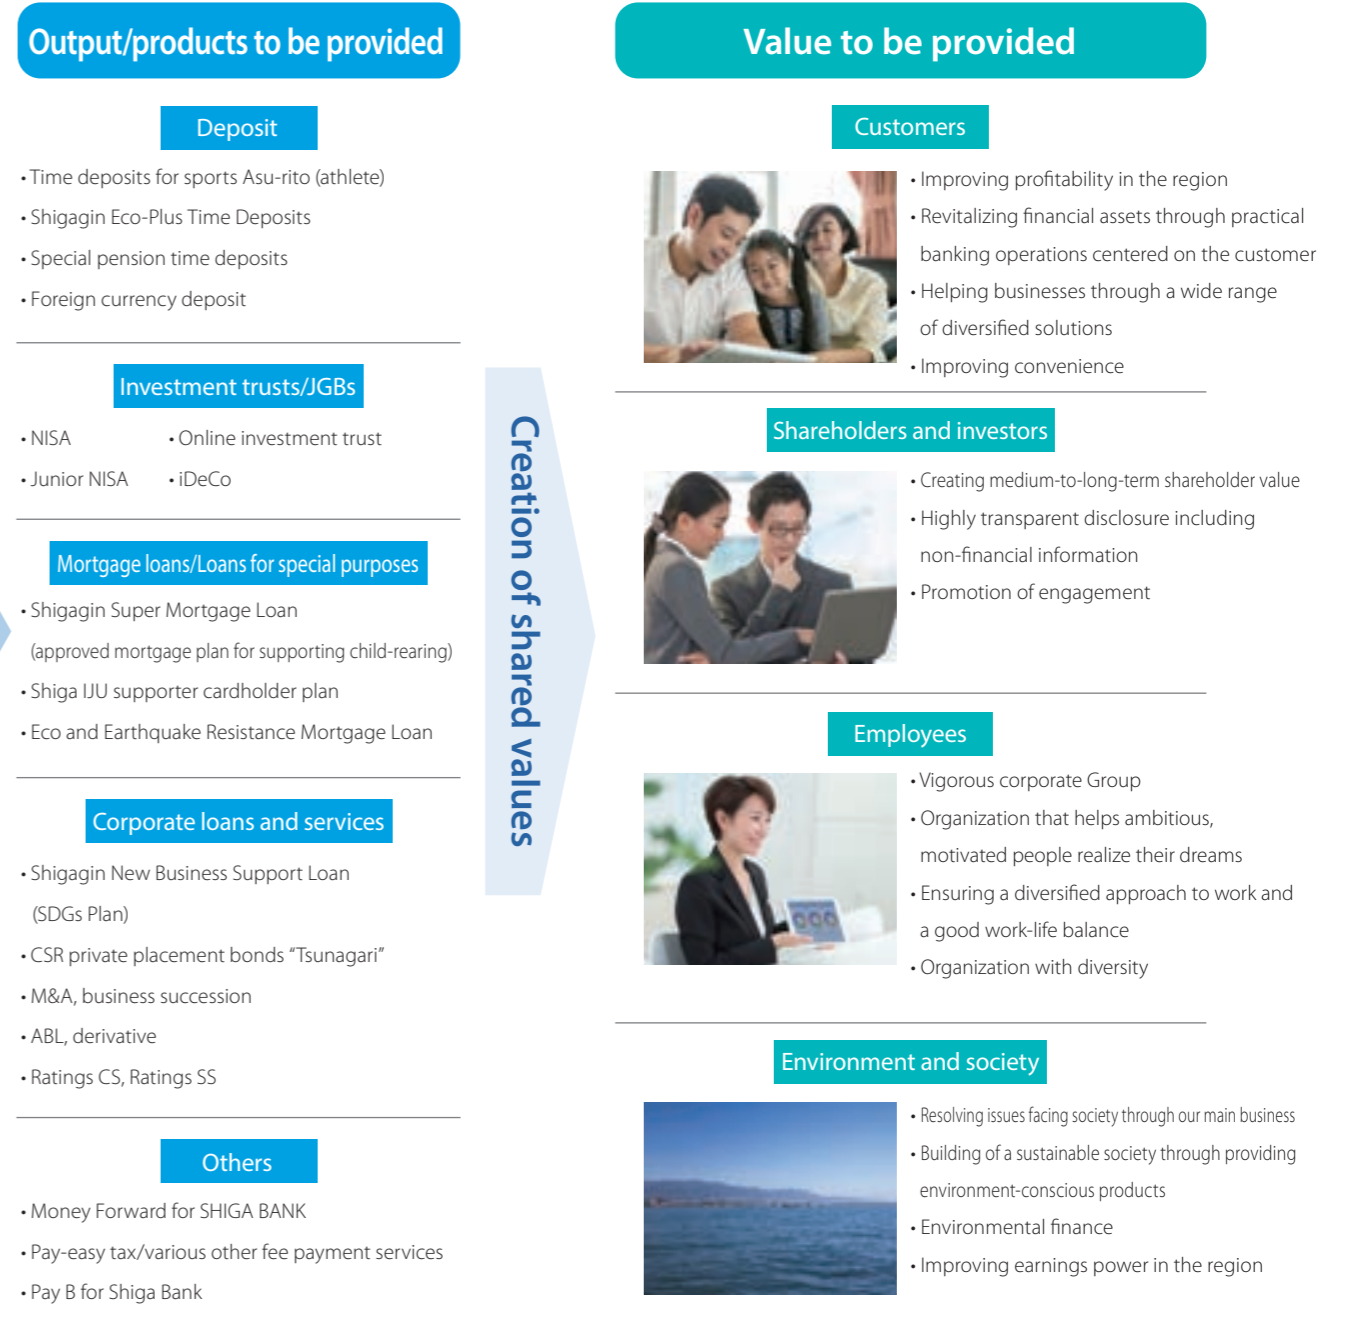 Output/products to be provided
Deposit
• Time deposits for sports Asu-rito (athlete)
• Shigagin Eco-Plus Time Deposits
• Special pension time deposits
• Foreign currency deposit
Investment trusts/JGBs
• NISA
• Online investment trust
• Junior NISA
• iDeCo
Mortgage loans/Loans for special purposes
• Shigagin Super Mortgage Loan
(approved mortgage plan for supporting child-rearing)
• Shiga IJU supporter cardholder plan
• Eco and Earthquake Resistance Mortgage Loan
Corporate loans and services
• Shigagin New Business Support Loan
(SDGs Plan)
• CSR private placement bonds “Tsunagari”
• M&A, business succession
• ABL, derivative
• Ratings CS, Ratings SS
Others
• Money Forward for SHIGA BANK
• Pay-easy tax/various other fee payment services
• Pay B for Shiga Bank
Creation of shared values
Value to be provided
Customers
• Improving profitability in the region
• Revitalizing financial assets through practical
banking operations centered on the customer
• Helping businesses through a wide range
of diversified solutions
• Improving convenience
Shareholders and investors
• Creating medium-to-long-term shareholder value
• Highly transparent disclosure including
non-financial information
• Promotion of engagement
Employees
• Vigorous corporate Group
• Organization that helps ambitious,
motivated people realize their dreams
• Ensuring a diversified approach to work and
a good work-life balance
• Organization with diversity
Environment and society
• Resolving issues facing society through our main business
• Building of a sustainable society through providing
environment-conscious products
• Environmental finance
• Improving earnings power in the region